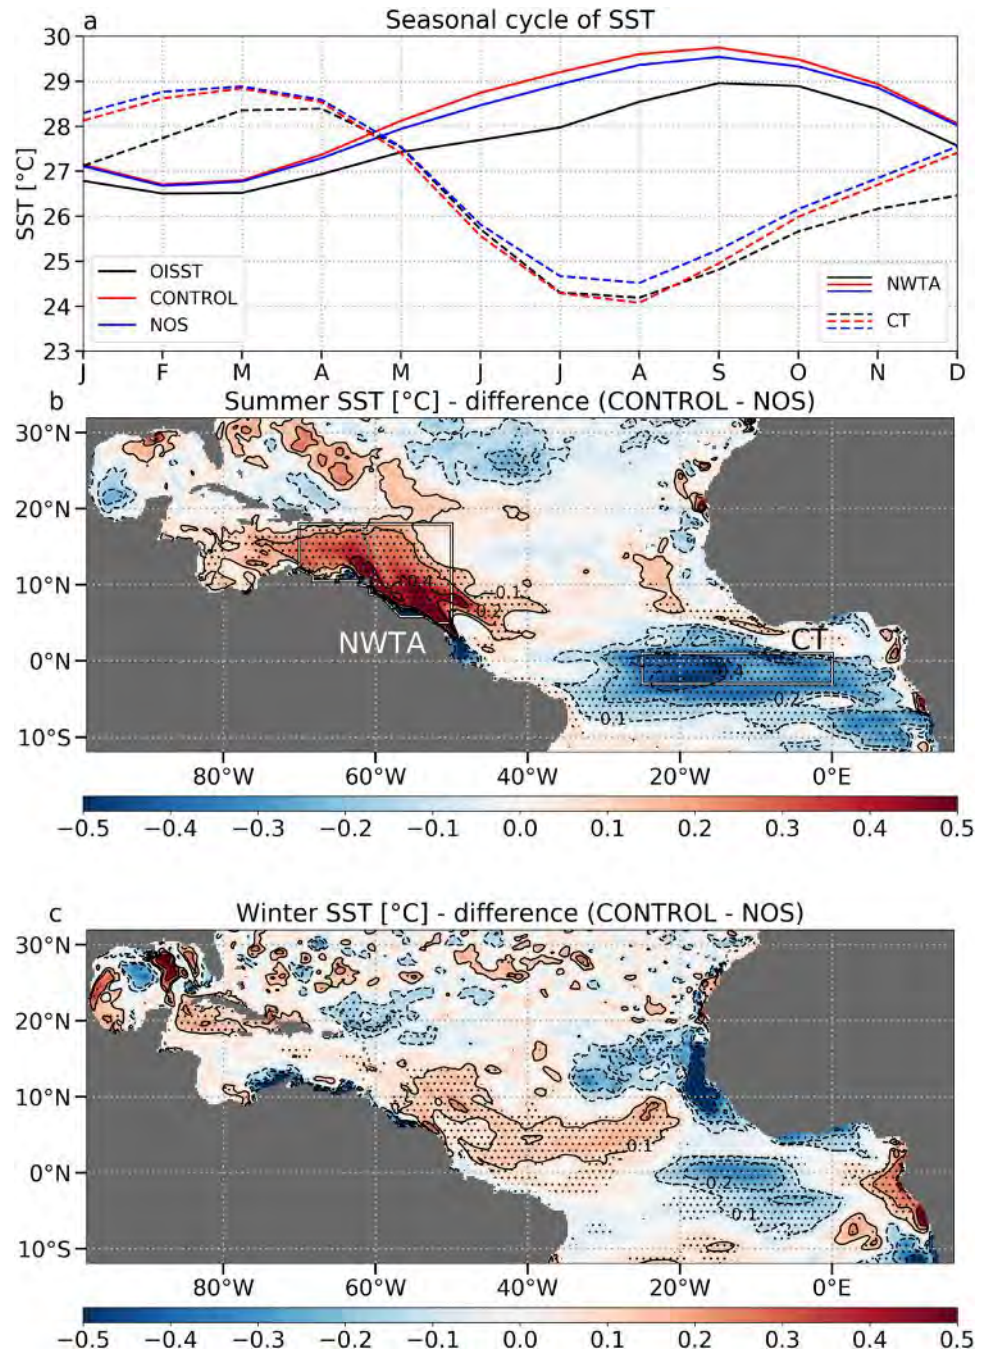 a
Seasonal cycle of SST
30
29
28
27
26
25
24
23
SST [°C]
OISST
CONTROL
NOS
NWTA
CT
J F M A M J J A S O N D
b
Summer SST [°C] - difference (CONTROL - NOS)
30°N
20°N
10°N
0°N
10°S
NWTA
CT
0.1
0.2
0.4
0.1
0.2
80°W 60°W 40°W 20°W 0°E
−0.5 −0.4 −0.3 −0.2 −0.1 0.0 0.1 0.2 0.3 0.4 0.5
c
Winter SST [°C] - difference (CONTROL - NOS)
30°N
20°N
10°N
0°N
10°S
0.1
0.2
0.1
80°W 60°W 40°W 20°W 0°E
−0.5 −0.4 −0.3 −0.2 −0.1 0.0 0.1 0.2 0.3 0.4 0.5